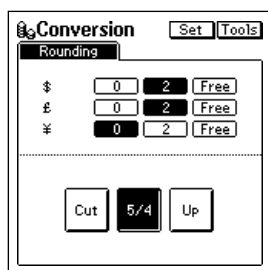 Conversion Set Tools
Rounding
$ 0 2 Free
£ 0 2 Free
¥ 0 2 Free
Cut 5/4 Up